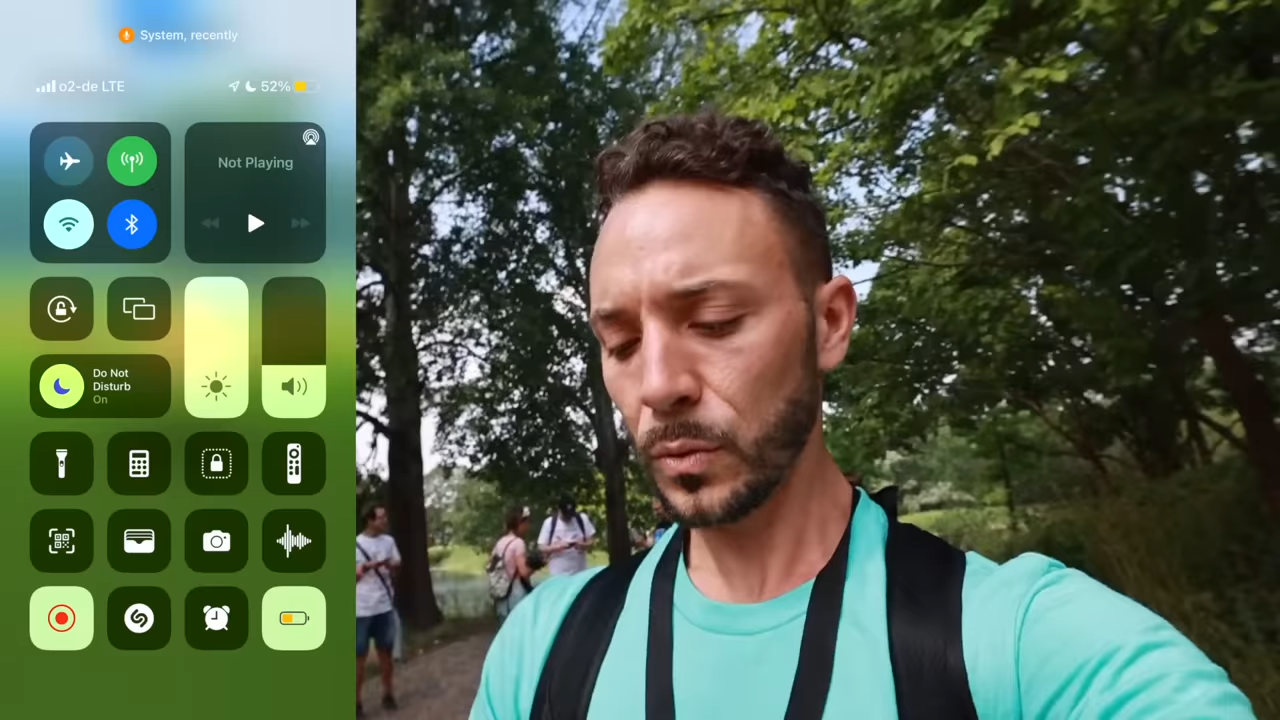 System, recently
o2-de LTE
52%
Not Playing
Do Not
Disturb
On